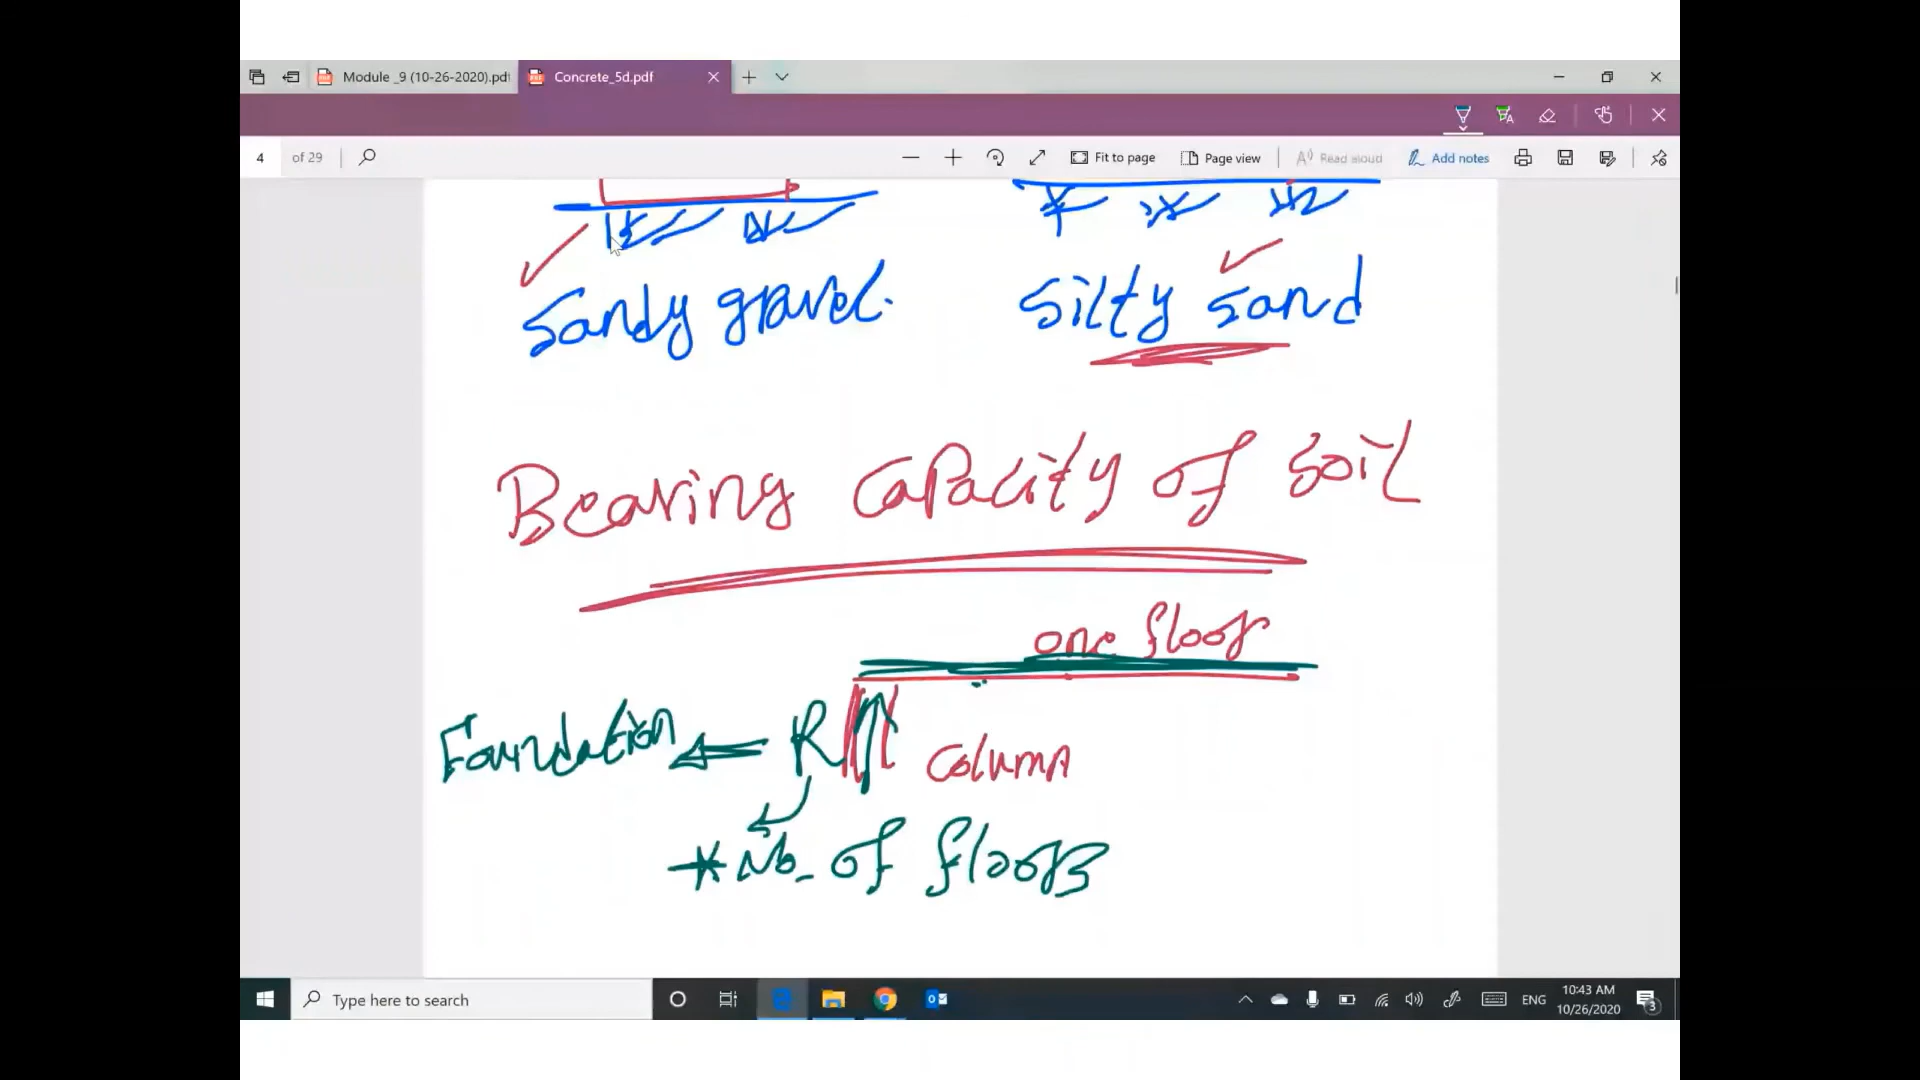 Module _9 (10-26-2020).pdf
Concrete_5d.pdf
4 of 29
Fit to page
Page view
Read aloud
Add notes
Sandy gravel.
Silty sand
Bearing capacity of soil
one floor
Foundation
R
column
*No. of floors
Type here to search
ENG
10:43 AM
10/26/2020
3